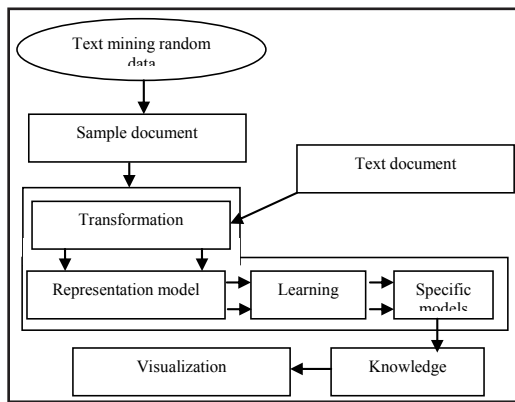 Text mining random
data
Sample document
Text document
Transformation
Representation model
Learning
Specific
models
Visualization
Knowledge